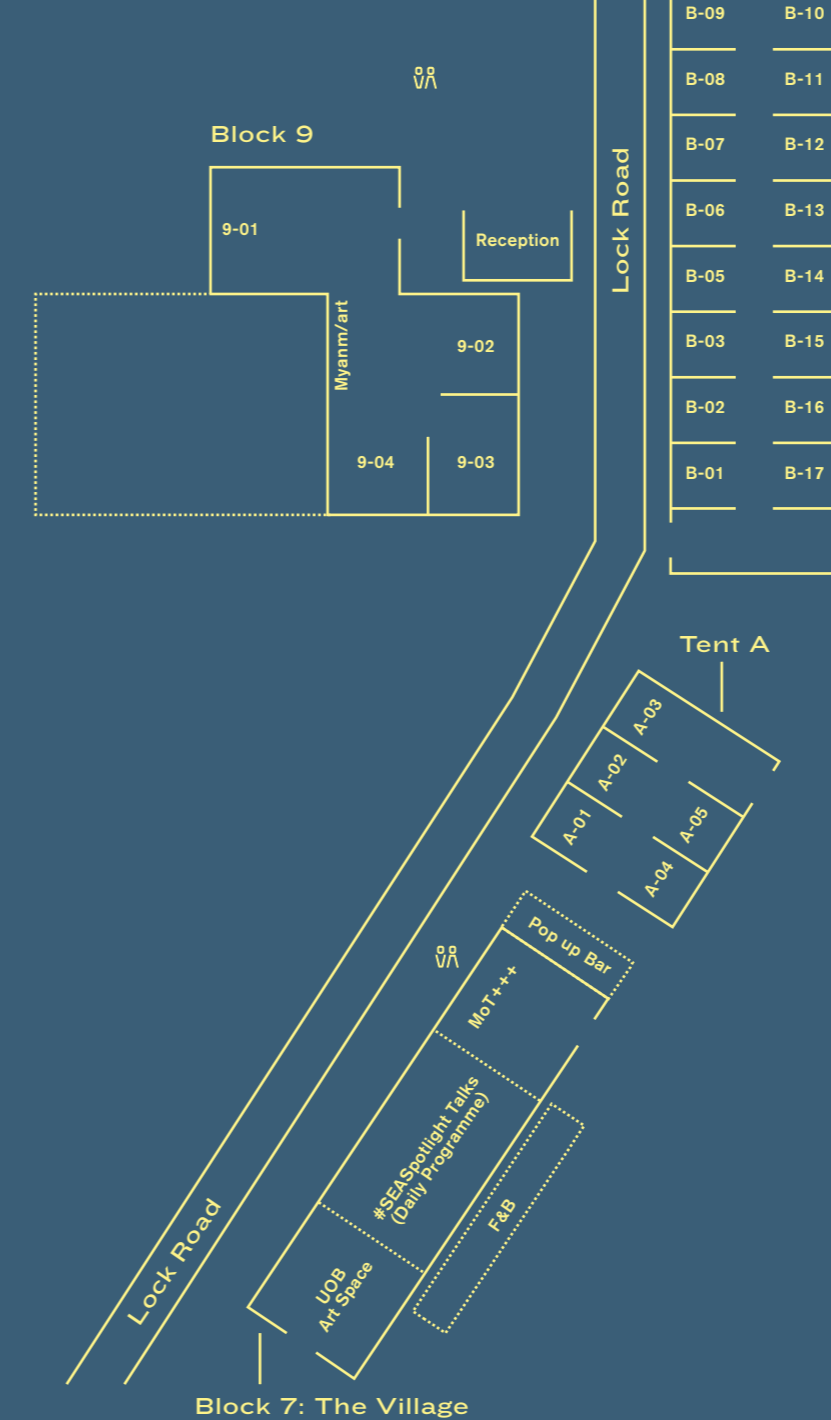 B-09
B-10
B-08
B-11
Block 9
B-07
B-12
Lock Road
B-06
B-13
9-01
Reception
B-05
B-14
Myanm/art
9-02
B-03
B-15
B-02
B-16
9-04
9-03
B-01
B-17
Tent A
A-03
A-02
A-01
A-05
A-04
Pop up Bar
MoT+++
#SEASpotlight Talks
(Daily Programme)
F&B
Lock Road
UOB
Art Space
Block 7: The Village